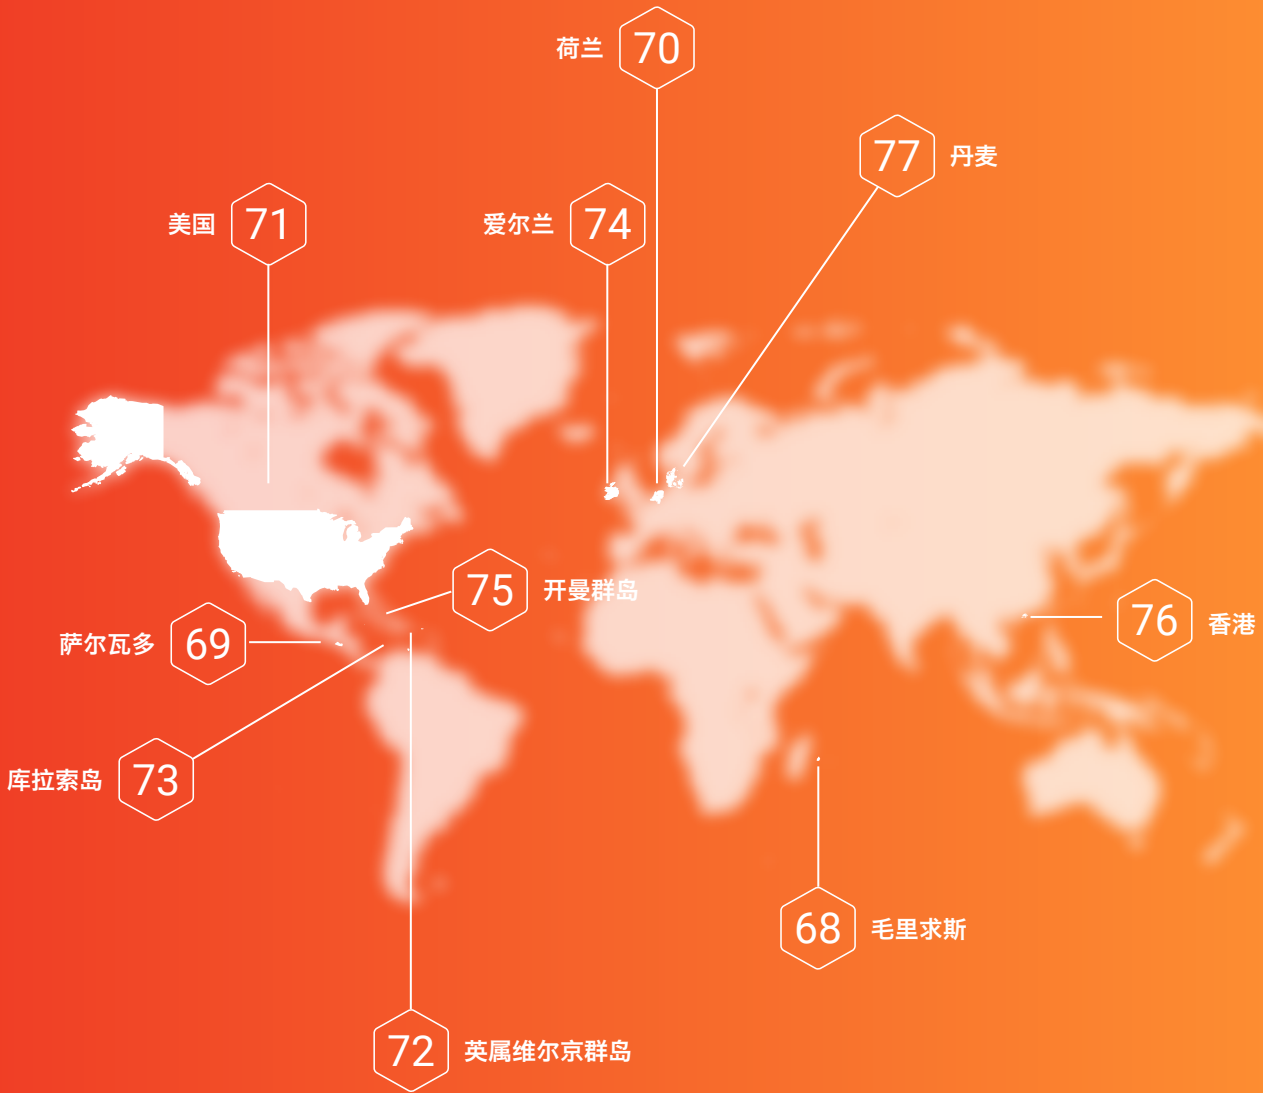 荷兰 70
77 丹麦
美国 71
爱尔兰 74
75 开曼群岛
76 香港
萨尔瓦多 69
库拉索岛 73
68 毛里求斯
72 英属维尔京群岛